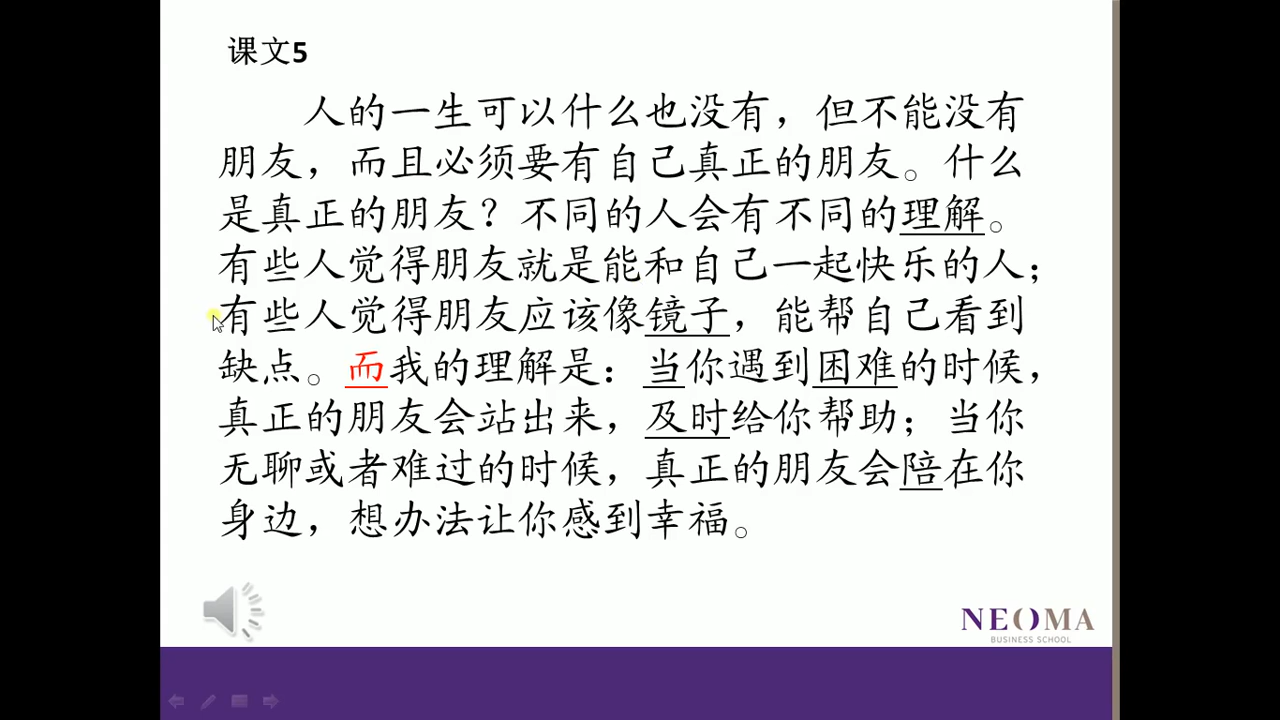 课文5
人的一生可以什么也没有，但不能没有
朋友，而且必须要有自己真正的朋友。什么
是真正的朋友？不同的人会有不同的理解。
有些人觉得朋友就是能和自己一起快乐的人；
有些人觉得朋友应该像镜子，能帮自己看到
缺点。而我的理解是：当你遇到困难的时候，
真正的朋友会站出来，及时给你帮助；当你
无聊或者难过的时候，真正的朋友会陪在你
身边，想办法让你感到幸福。
NEOMA
BUSINESS SCHOOL